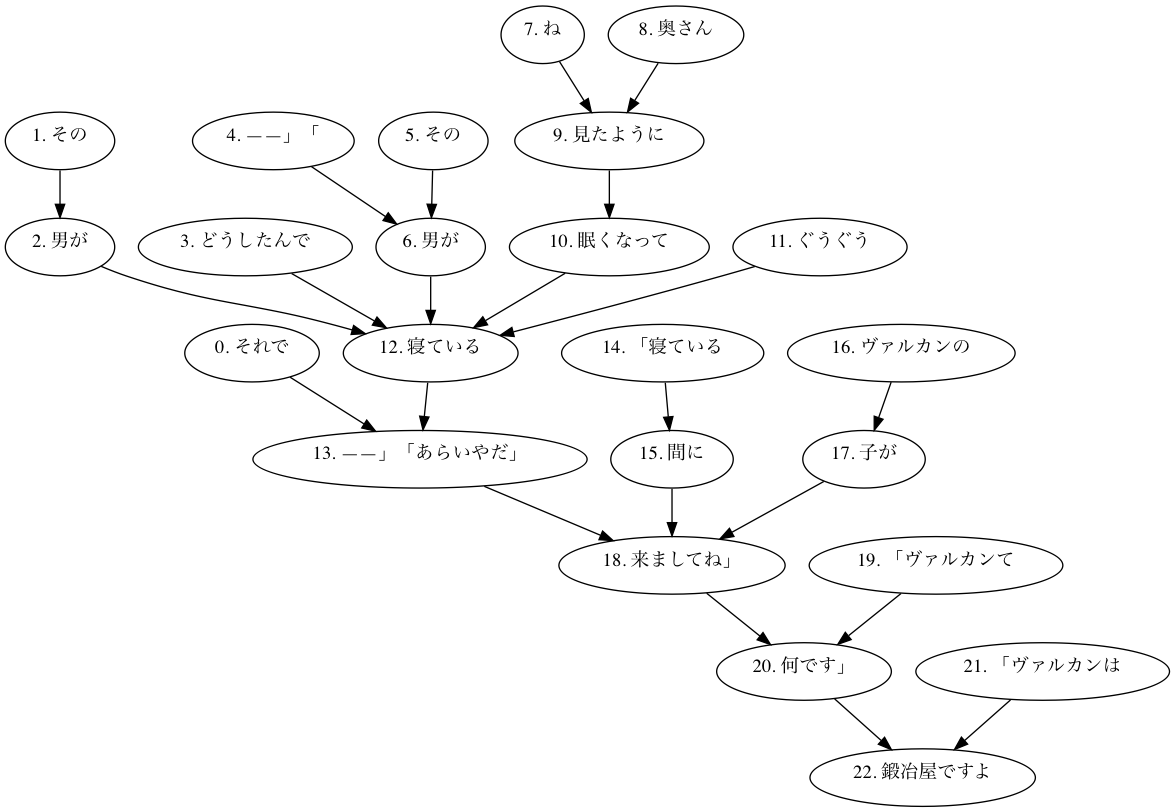 7. ね
8. 奥さん
1. その
4. ——」「
5. その
9. 見たように
2. 男が
3. どうしたんで
6. 男が
10. 眠くなって
11. ぐうぐう
0. それで
12. 寝ている
14. 「寝ている
16. ヴァルカンの
13. ——」「あらいやだ」
15. 間に
17. 子が
18. 来ましてね」
19. 「ヴァルカンて
20. 何です」
21. 「ヴァルカンは
22. 鍛冶屋ですよ